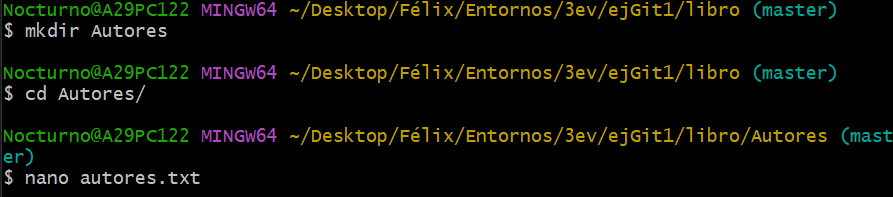 Nocturno@A29PC122 MINGW64 ~/Desktop/Félix/Entornos/3ev/ejGit1/libro (master)
$ mkdir Autores
Nocturno@A29PC122 MINGW64 ~/Desktop/Félix/Entornos/3ev/ejGit1/libro (master)
$ cd Autores/
Nocturno@A29PC122 MINGW64 ~/Desktop/Félix/Entornos/3ev/ejGit1/libro/Autores (mast
er)
$ nano autores.txt